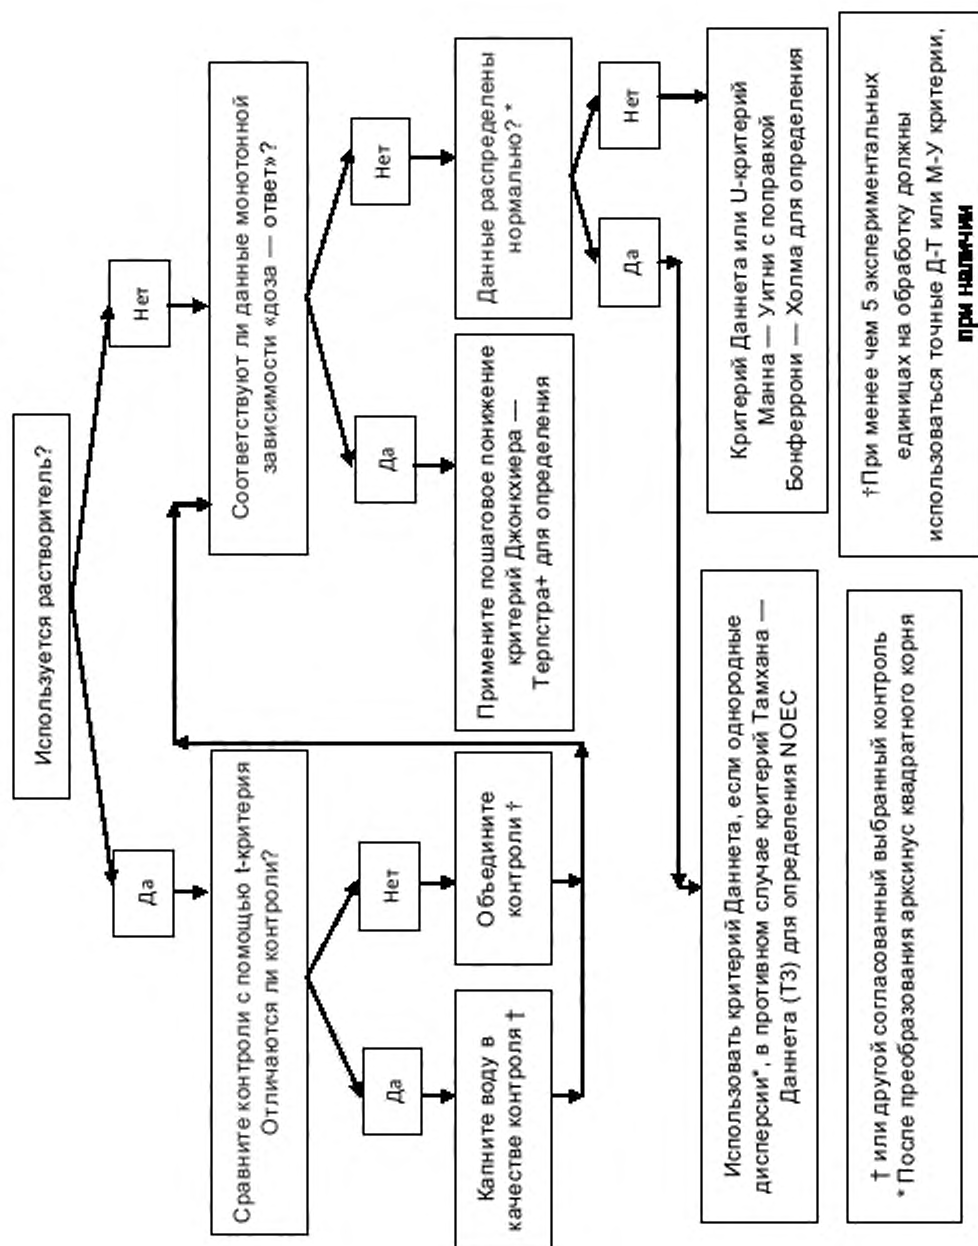 Используется растворитель?
Да
Нет
Сравните контроли с помощью t-критерия
Отличаются ли контроли?
Соответствуют ли данные монотонной
зависимости «доза — ответ»?
Да
Нет
Да
Нет
Капните воду в
качестве контроля †
Объедините
контроли †
Примените пошаговое понижение
критерий Джонкхиера —
Терпстра+ для определения
Данные распределены
нормально? *
Да
Нет
Использовать критерий Даннета, если однородные
дисперсии*, в противном случае критерий Тамхана —
Даннета (Т3) для определения NOEC
Критерий Даннета или U-критерий
Манна — Уитни с поправкой
Бонферрони — Холма для определения
† или другой согласованный выбранный контроль
* После преобразования арксинус квадратного корня
†При менее чем 5 экспериментальных
единицах на обработку должны
использоваться точные Д-Т или М-У критерии,
при наличии